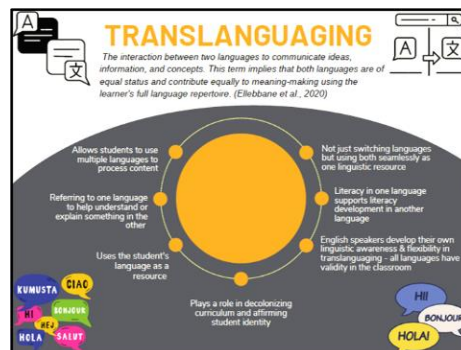 A
文
TRANSLANGUAGING
A
文
The interaction between two languages to communicate ideas,
information, and concepts. This term implies that both languages are of
equal status and contribute equally to meaning-making using the
learner's full language repertoire. (Ellebbane et al., 2020)
Allows students to use
multiple languages to
process content
Referring to one language
to help understand or
explain something in the
other
Uses the student's
language as a
resource
Plays a role in decolonizing
curriculum and affirming
student identity
Not just switching languages
but using both seamlessly as
one linguistic resource
Literacy in one language
supports literacy
development in another
language
English speakers develop their own
linguistic awareness & flexibility in
translanguaging - all languages have
validity in the classroom
KUMUSTA
CIAO
HI
BONJOUR
HEJ
HOLA
SALUT
HI!
BONJOUR
HOLA!